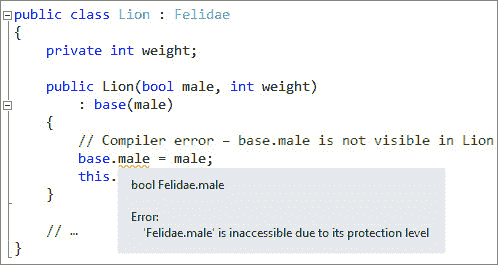 public class Lion : Felidae
{
private int weight;
public Lion(bool male, int weight)
: base(male)
{
// Compiler error – base.male is not visible in Lion
base.male = male;
this.
bool Felidae.male
Error:
'Felidae.male' is inaccessible due to its protection level
}
// …
}